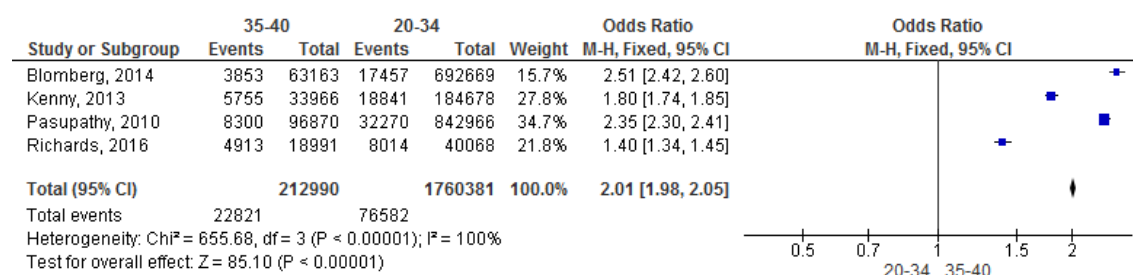 35-40 20-34 Odds Ratio Odds Ratio
Study or Subgroup Events Total Events Total Weight M-H, Fixed, 95% CI M-H, Fixed, 95% CI
Blomberg, 2014 3853 63163 17457 692669 15.7% 2.51 [2.42, 2.60]
Kenny, 2013 5755 33966 18841 184678 27.8% 1.80 [1.74, 1.85]
Pasupathy, 2010 8300 96870 32270 842966 34.7% 2.35 [2.30, 2.41]
Richards, 2016 4913 18991 8014 40068 21.8% 1.40 [1.34, 1.45]
Total (95% CI) 212990 1760381 100.0% 2.01 [1.98, 2.05]
Total events 22821 76582
Heterogeneity: Chi² = 655.68, df = 3 (P < 0.00001); I² = 100%
Test for overall effect: Z = 85.10 (P < 0.00001)
0.5 0.7 1 1.5 2
20-34 35-40